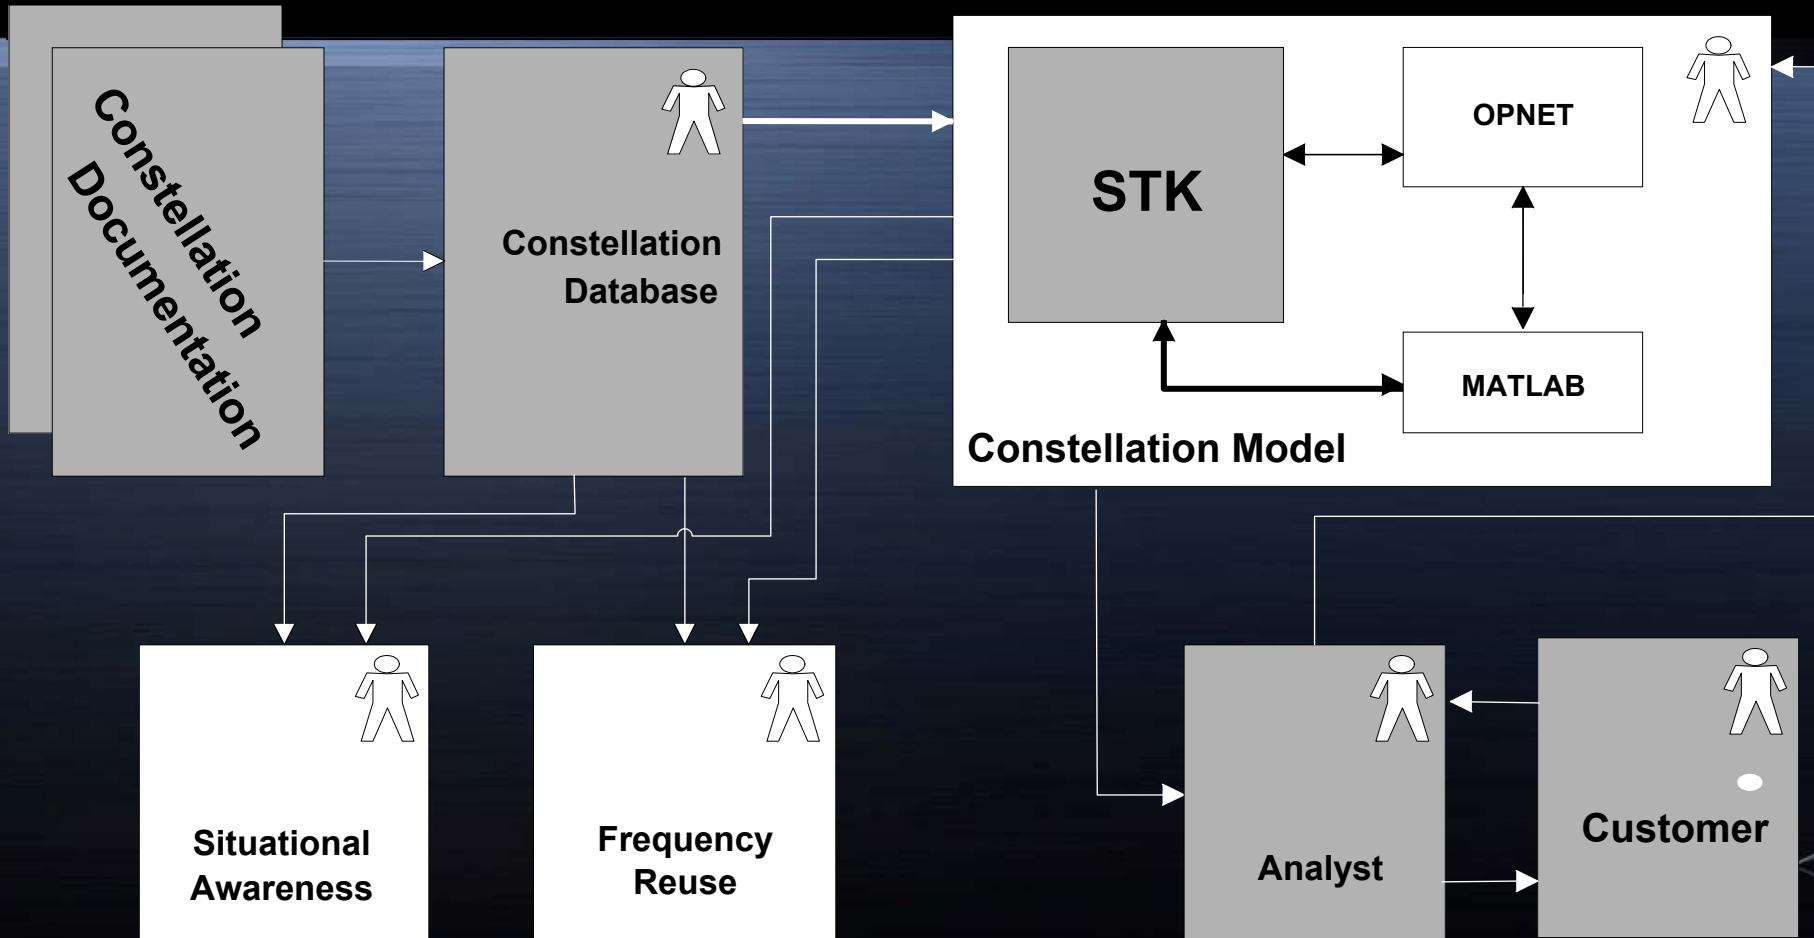 Constellation
Documentation
Constellation
Database
STK
OPNET
MATLAB
Constellation Model
Situational
Awareness
Frequency
Reuse
Analyst
Customer